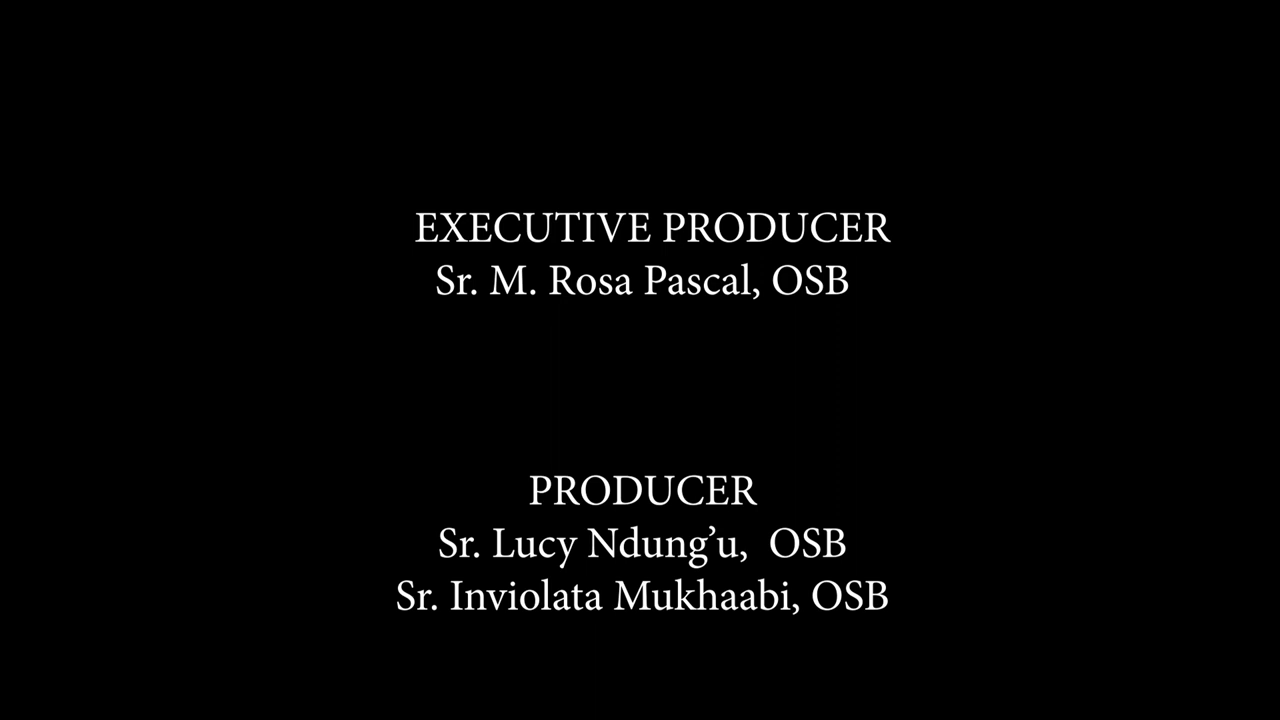 EXECUTIVE PRODUCER
Sr. M. Rosa Pascal, OSB
PRODUCER
Sr. Lucy Ndung’u,  OSB
Sr. Inviolata Mukhaabi, OSB